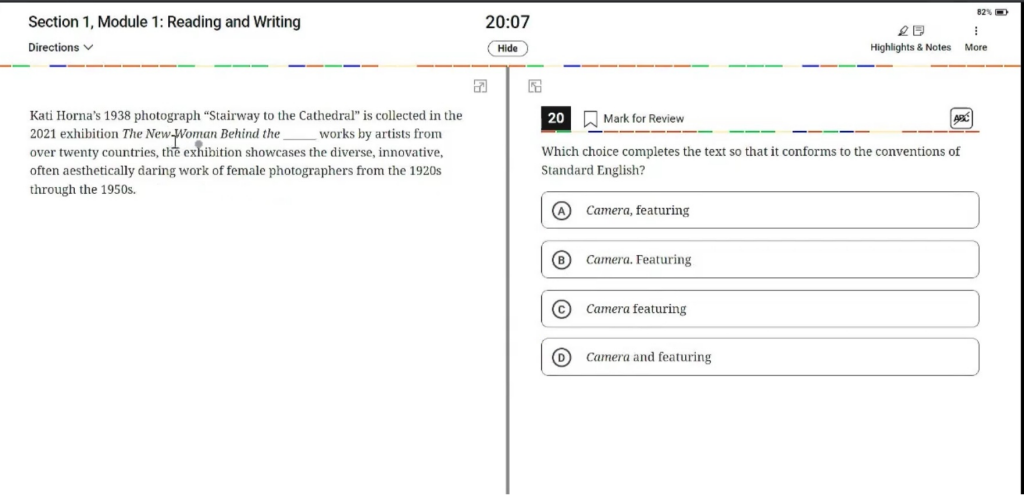 Section 1, Module 1: Reading and Writing
20:07
82%
Directions
Hide
Highlights & Notes
More
Kati Horna's 1938 photograph "Stairway to the Cathedral" is collected in the
2021 exhibition The New Woman Behind the _____ works by artists from
over twenty countries, the exhibition showcases the diverse, innovative,
often aesthetically daring work of female photographers from the 1920s
through the 1950s.
20
Mark for Review
ABC
Which choice completes the text so that it conforms to the conventions of
Standard English?
A Camera, featuring
B Camera. Featuring
C Camera featuring
D Camera and featuring